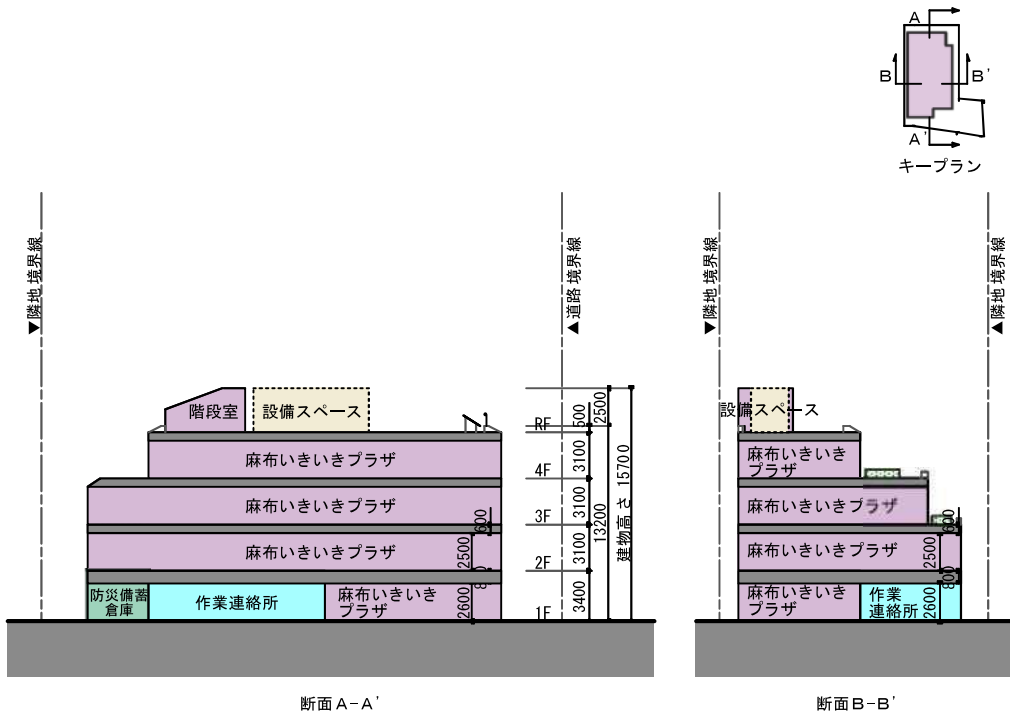 A
B
B'
A'
キープラン
▼隣地境界線
▲道路境界線
▼隣地境界線
▲隣地境界線
階段室
設備スペース
麻布いきいきプラザ
麻布いきいきプラザ
麻布いきいきプラザ
防災備蓄
倉庫
作業連絡所
麻布いきいき
プラザ
600
2500
800
2600
RF
4F
3F
2F
1F
500
3100
3100
3100
3400
2500
13200
建物高さ 15700
設備スペース
麻布いきいき
プラザ
麻布いきいきプラザ
麻布いきいきプラザ
麻布いきいき
プラザ
作業
連絡所
600
2500
800
2600
断面A-A'
断面B-B'